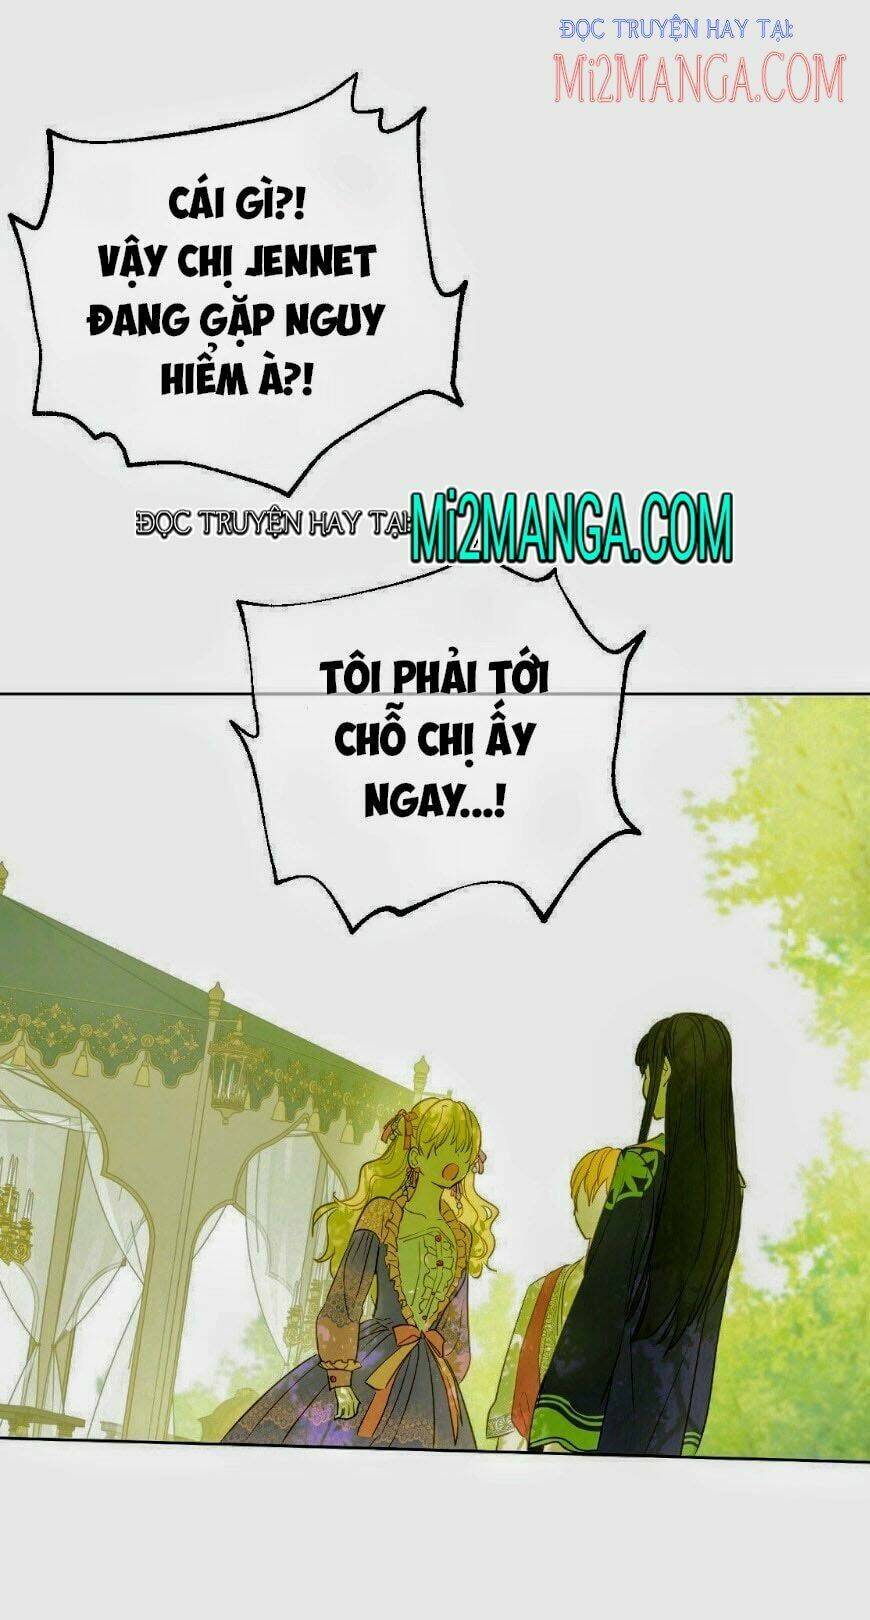 ĐỌC TRUYỆN HAY TẠI:
Mi2MANGA.COM
CÁI GÌ?!
VẬY CHỊ JENNET
ĐANG GẶP NGUY
HIỂM À?!
ĐỌC TRUYỆN HAY TẠI:
Mi2MANGA.COM
TÔI PHẢI TỚI
CHỖ CHỊ ẤY
NGAY...!